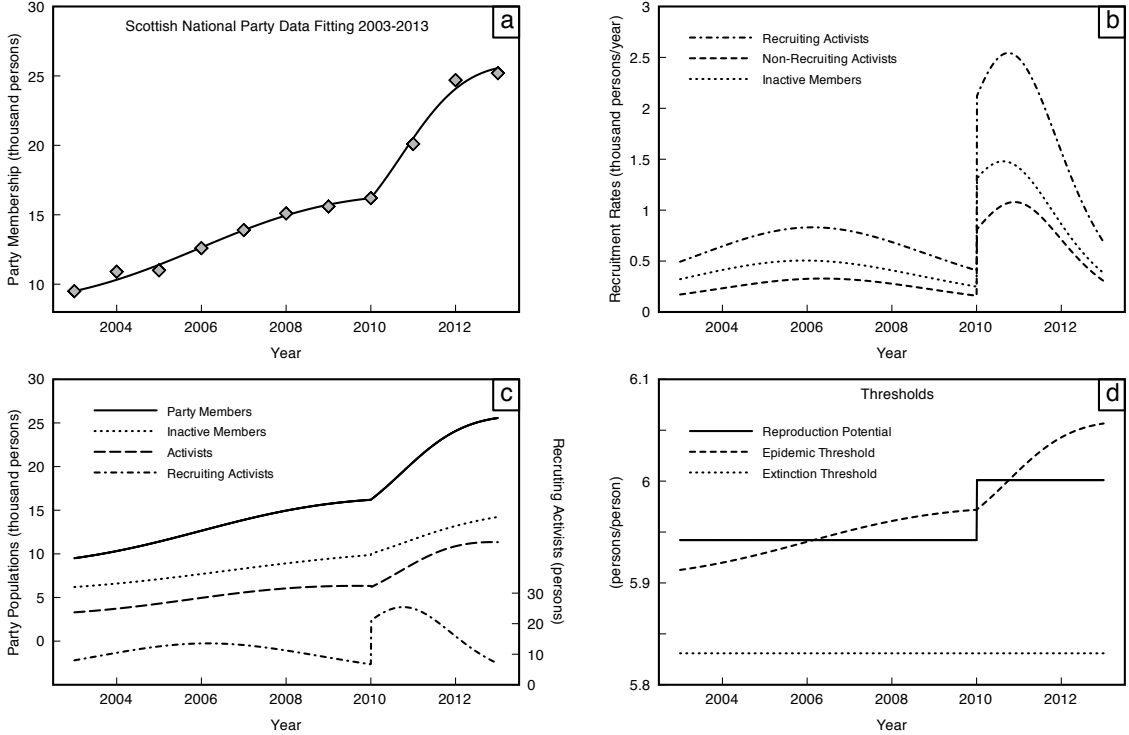 Scottish National Party Data Fitting 2003-2013
a
Party Membership (thousand persons)
30
25
20
15
10
2004 2006 2008 2010 2012
Year
b
Recruitment Rates (thousand persons/year)
3
2.5
2
1.5
1
0.5
0
Recruiting Activists
Non-Recruiting Activists
Inactive Members
2004 2006 2008 2010 2012
Year
c
Party Populations (thousand persons)
30
25
20
15
10
5
0
Party Members
Inactive Members
Activists
Recruiting Activists
Recruting Activists (persons)
30
20
10
0
2004 2006 2008 2010 2012
Year
Thresholds
d
(persons/person)
6.1
6
5.9
5.8
Reproduction Potential
Epidemic Threshold
Extinction Threshold
2004 2006 2008 2010 2012
Year